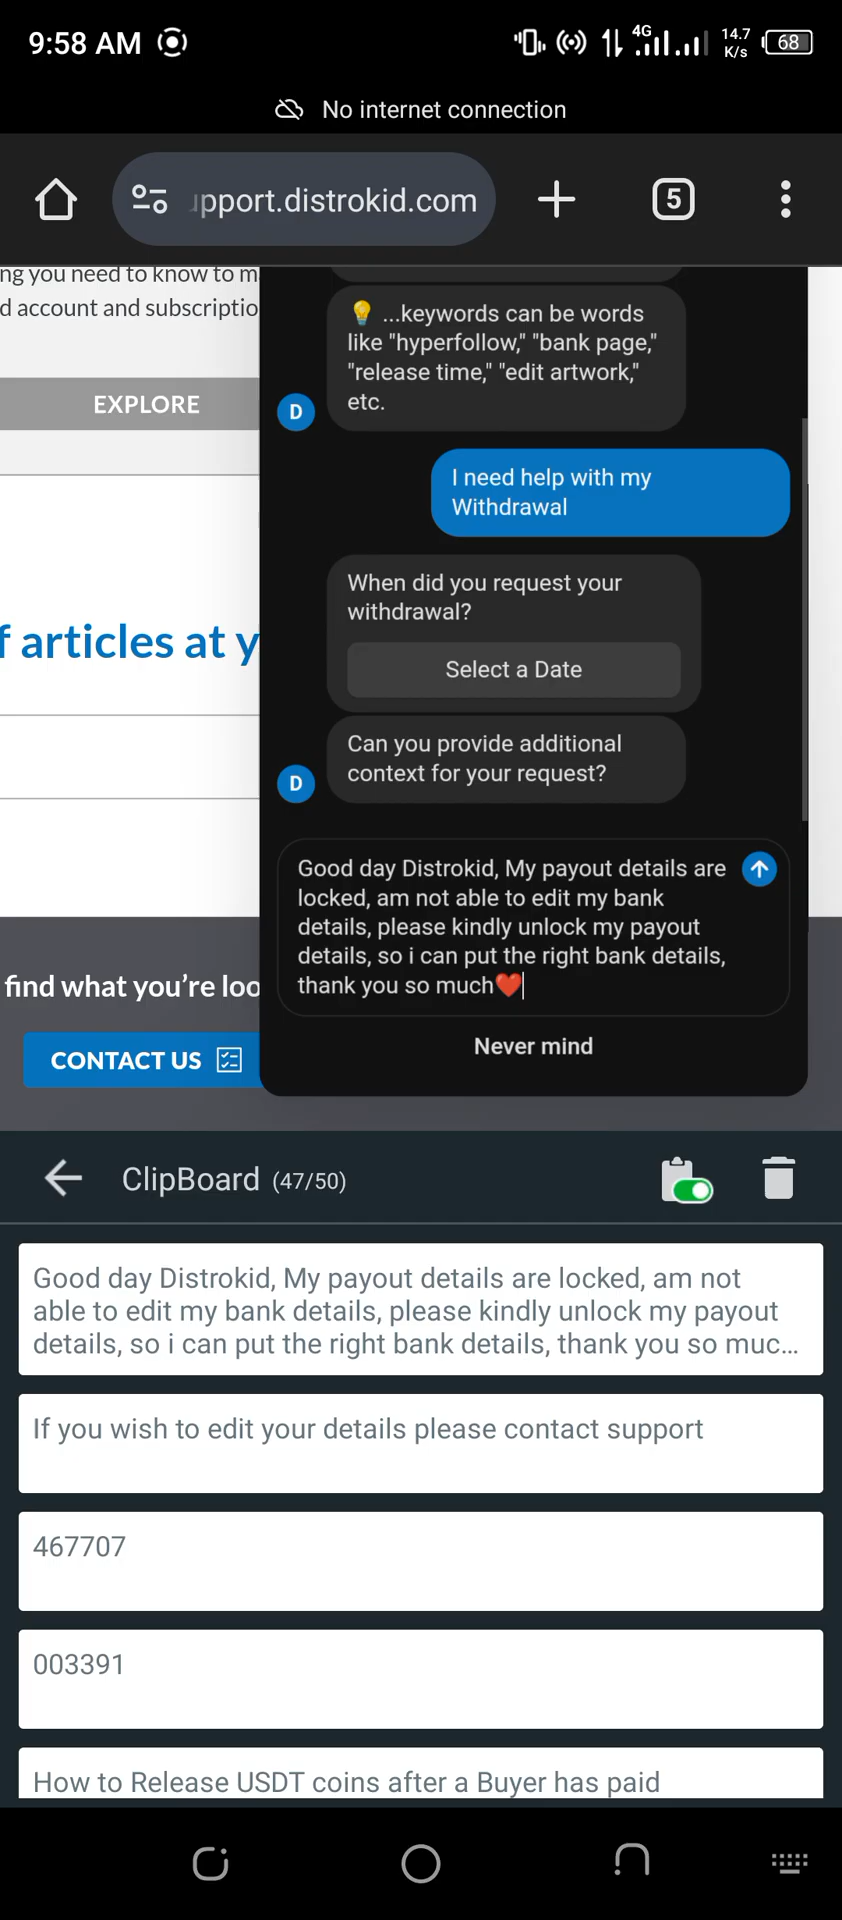 9:58 AM
4G
14.7
K/s
68
No internet connection
pport.distrokid.com
5
ng you need to know to m
d account and subscriptio
EXPLORE
💡 ...keywords can be words
like "hyperfollow," "bank page,"
"release time," "edit artwork,"
etc.
D
I need help with my
Withdrawal
When did you request your
withdrawal?
Select a Date
f articles at y
Can you provide additional
context for your request?
D
Good day Distrokid, My payout details are
locked, am not able to edit my bank
details, please kindly unlock my payout
details, so i can put the right bank details,
thank you so much❤️
find what you’re loo
Never mind
CONTACT US
ClipBoard (47/50)
Good day Distrokid, My payout details are locked, am not
able to edit my bank details, please kindly unlock my payout
details, so i can put the right bank details, thank you so muc...
If you wish to edit your details please contact support
467707
003391
How to Release USDT coins after a Buyer has paid